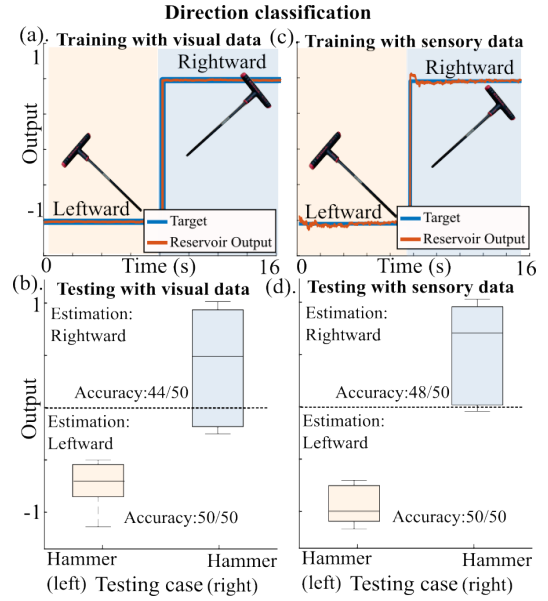 Direction classification
(a). Training with visual data
1
Rightward
Output
Leftward
-1
Target
Reservoir Output
0
Time (s)
16
(c). Training with sensory data
Rightward
Leftward
Target
Reservoir Output
0
Time (s)
16
(b). Testing with visual data
1
Estimation:
Rightward
Accuracy:44/50
Output
Estimation:
Leftward
-1
Accuracy:50/50
Hammer
(left)
Hammer
(right)
Testing case
(d). Testing with sensory data
Estimation:
Rightward
Accuracy:48/50
Estimation:
Leftward
Accuracy:50/50
Hammer
(left)
Hammer
(right)
Testing case